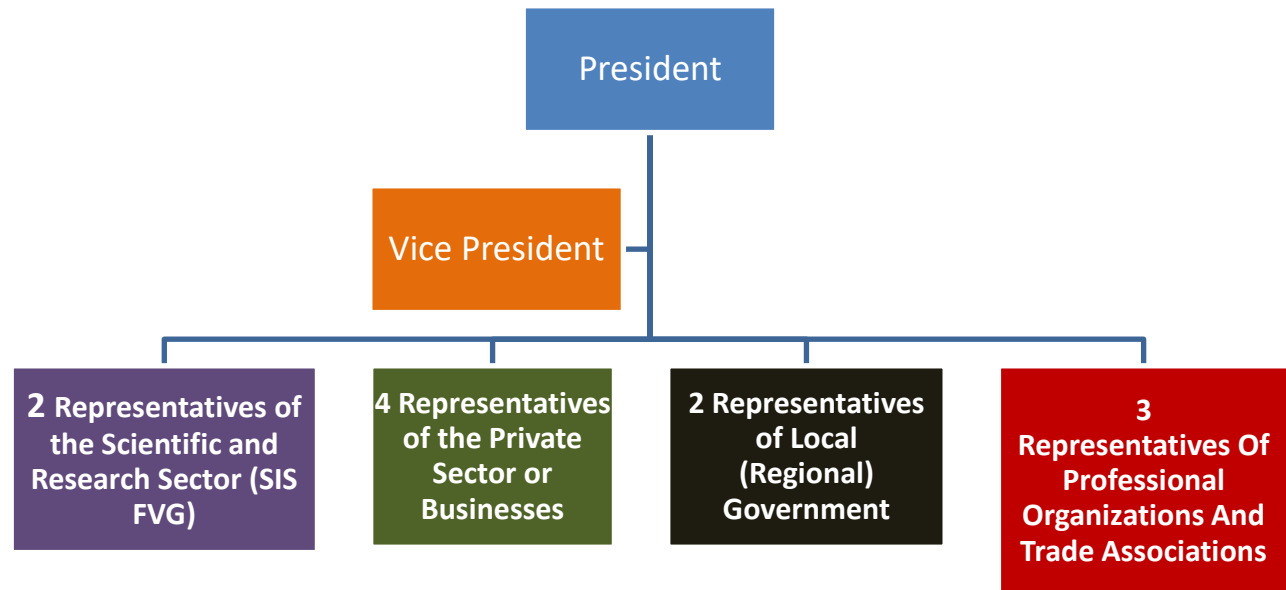 President
Vice President
2 Representatives of
the Scientific and
Research Sector (SIS
FVG)
4 Representatives
of the Private
Sector or
Businesses
2 Representatives
of Local
(Regional)
Government
3
Representatives Of
Professional
Organizations And
Trade Associations